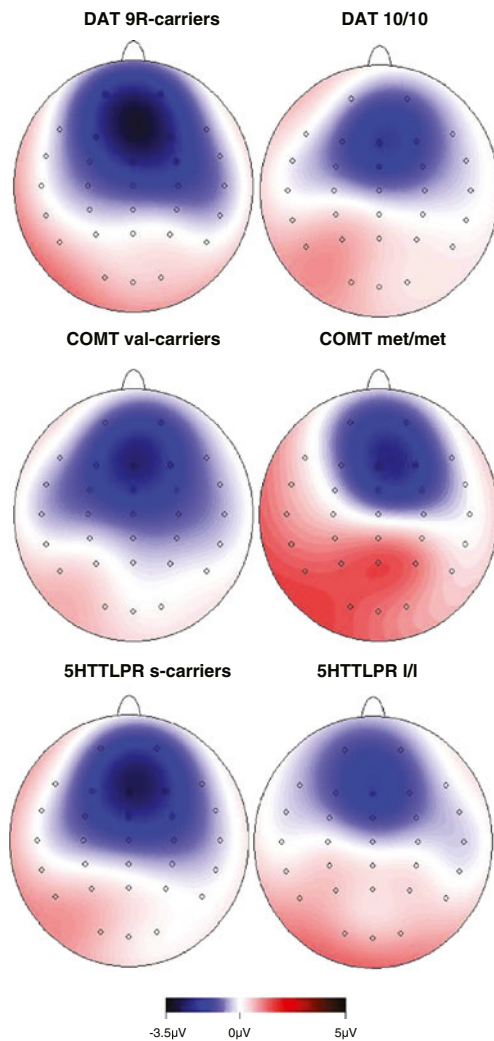 DAT 9R-carriers DAT 10/10
COMT val-carriers COMT met/met
5HTTLPR s-carriers 5HTTLPR l/l
-3.5µV 0µV 5µV